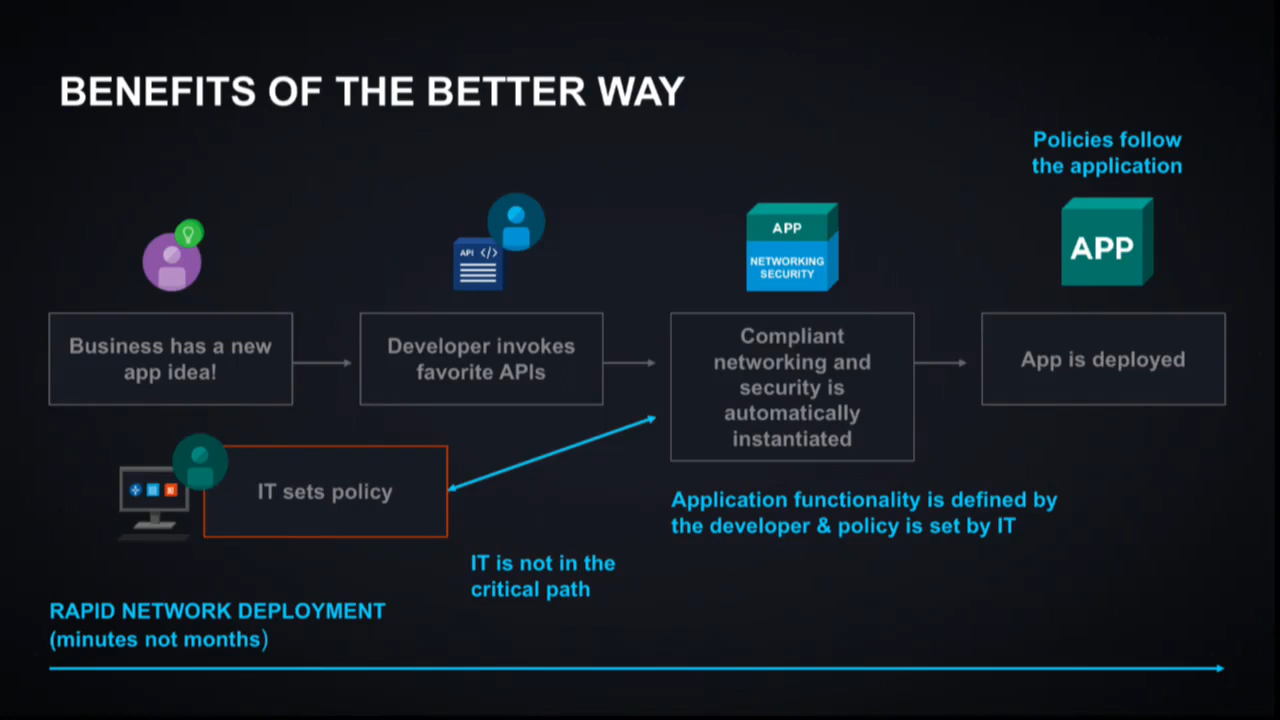 BENEFITS OF THE BETTER WAY
Policies follow
the application
API </>
APP
NETWORKING
SECURITY
APP
Business has a new
app idea!
Developer invokes
favorite APIs
Compliant
networking and
security is
automatically
instantiated
App is deployed
IT sets policy
Application functionality is defined by
the developer & policy is set by IT
IT is not in the
critical path
RAPID NETWORK DEPLOYMENT
(minutes not months)